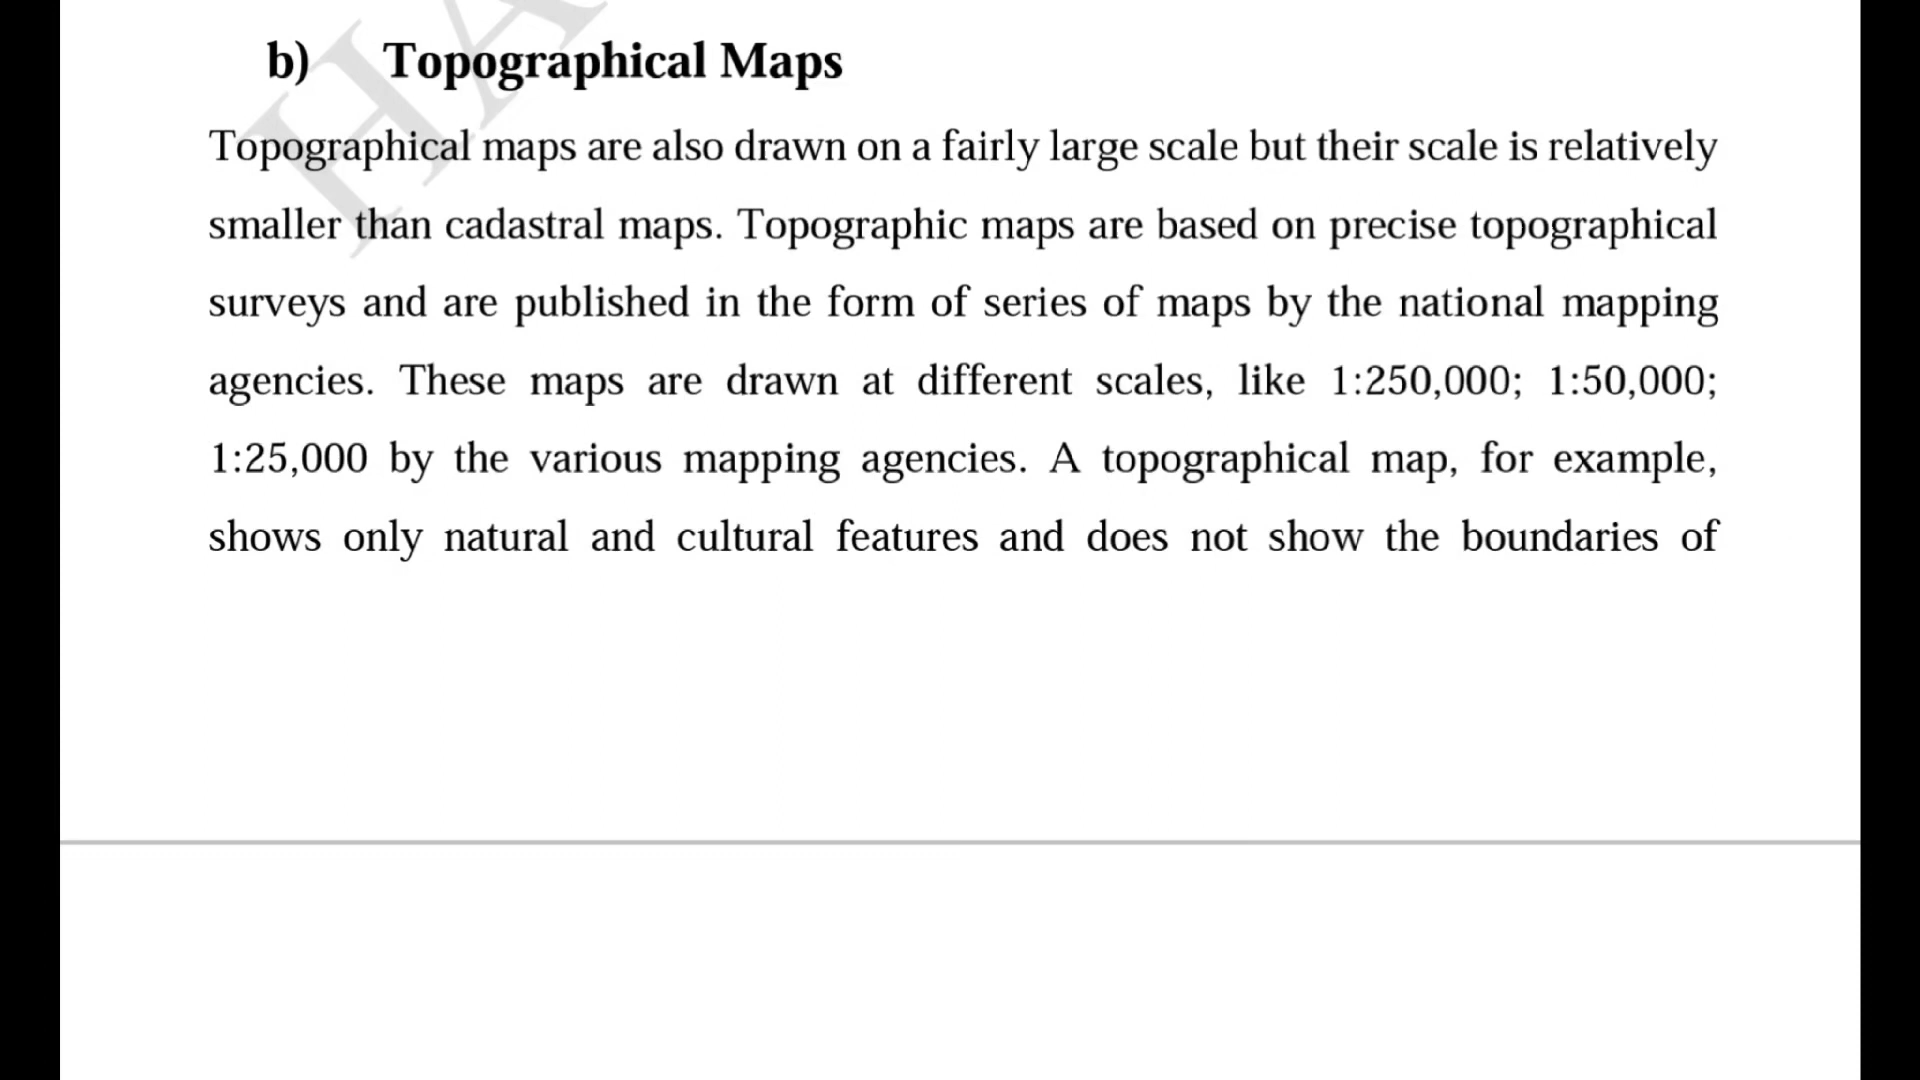 b) Topographical Maps
Topographical maps are also drawn on a fairly large scale but their scale is relatively
smaller than cadastral maps. Topographic maps are based on precise topographical
surveys and are published in the form of series of maps by the national mapping
agencies. These maps are drawn at different scales, like 1:250,000; 1:50,000;
1:25,000 by the various mapping agencies. A topographical map, for example,
shows only natural and cultural features and does not show the boundaries of